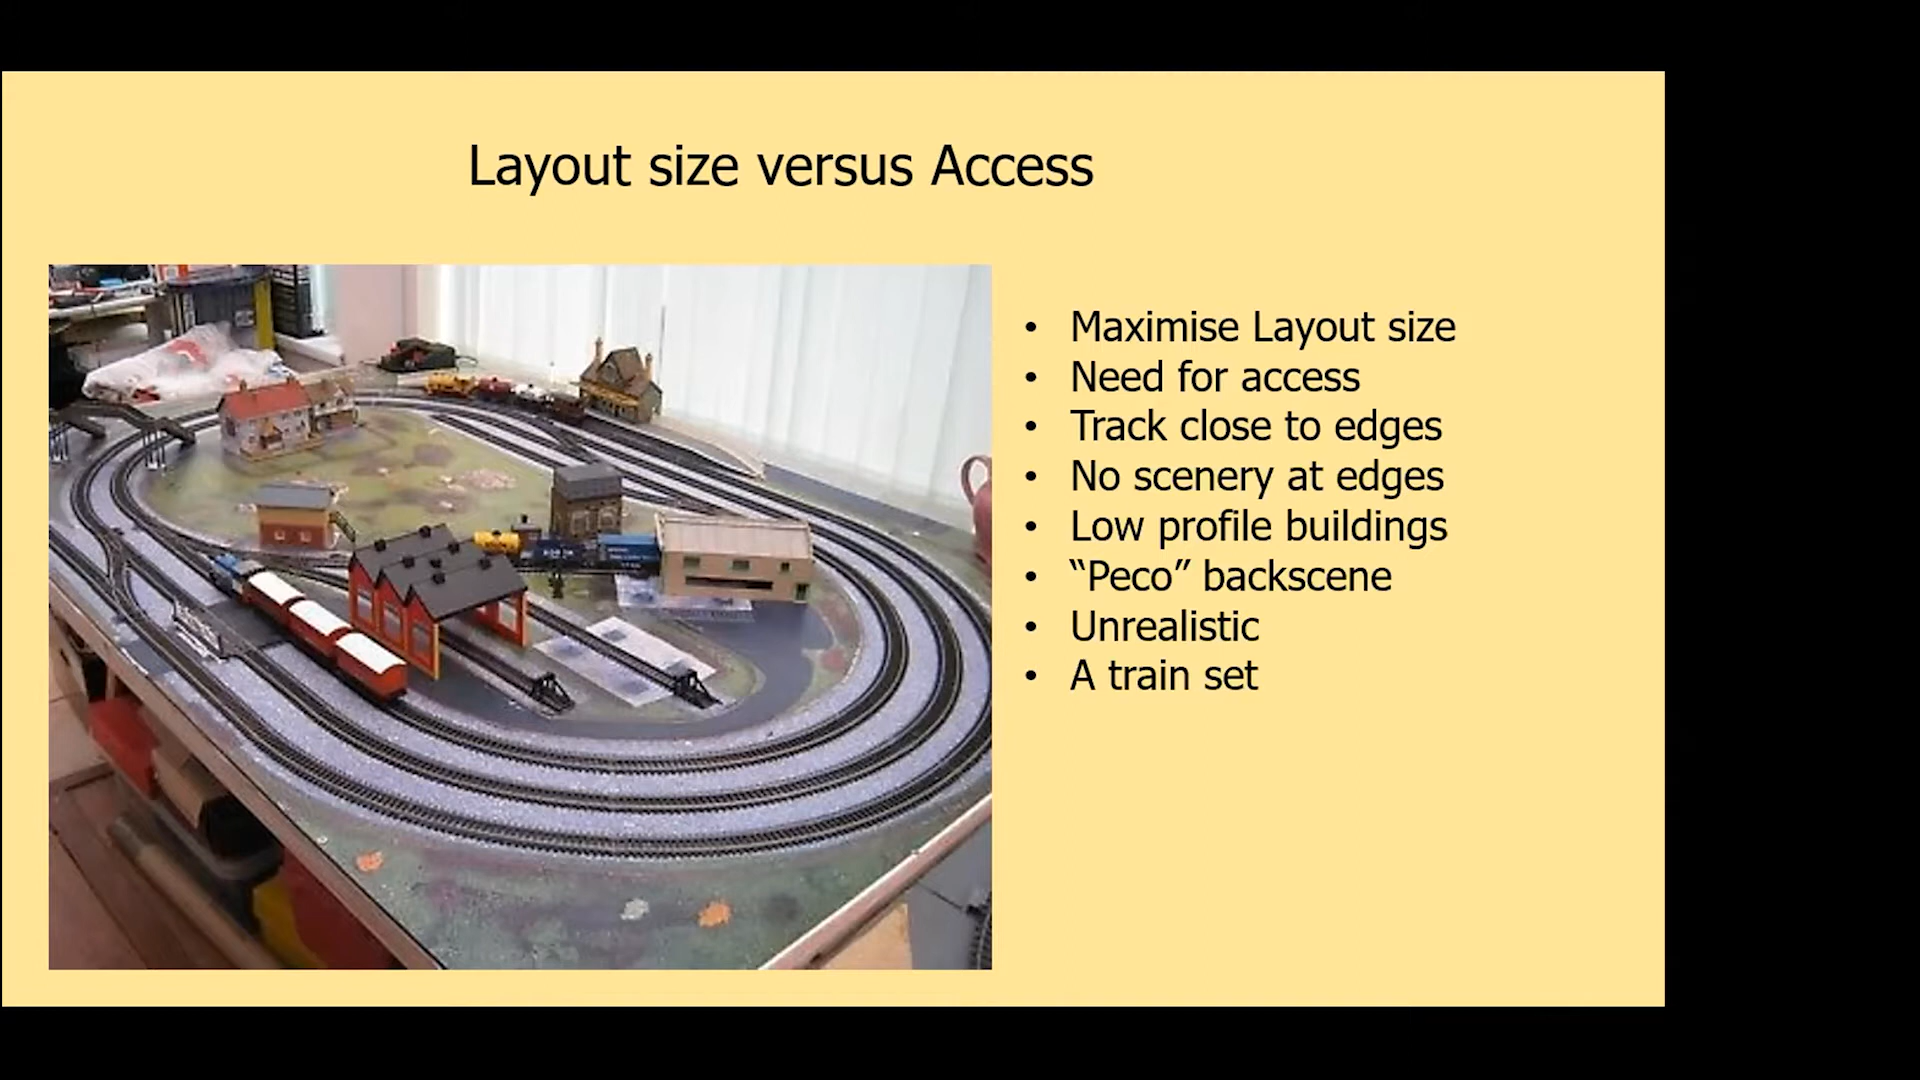 Layout size versus Access
• Maximise Layout size
• Need for access
• Track close to edges
• No scenery at edges
• Low profile buildings
• “Peco” backscene
• Unrealistic
• A train set